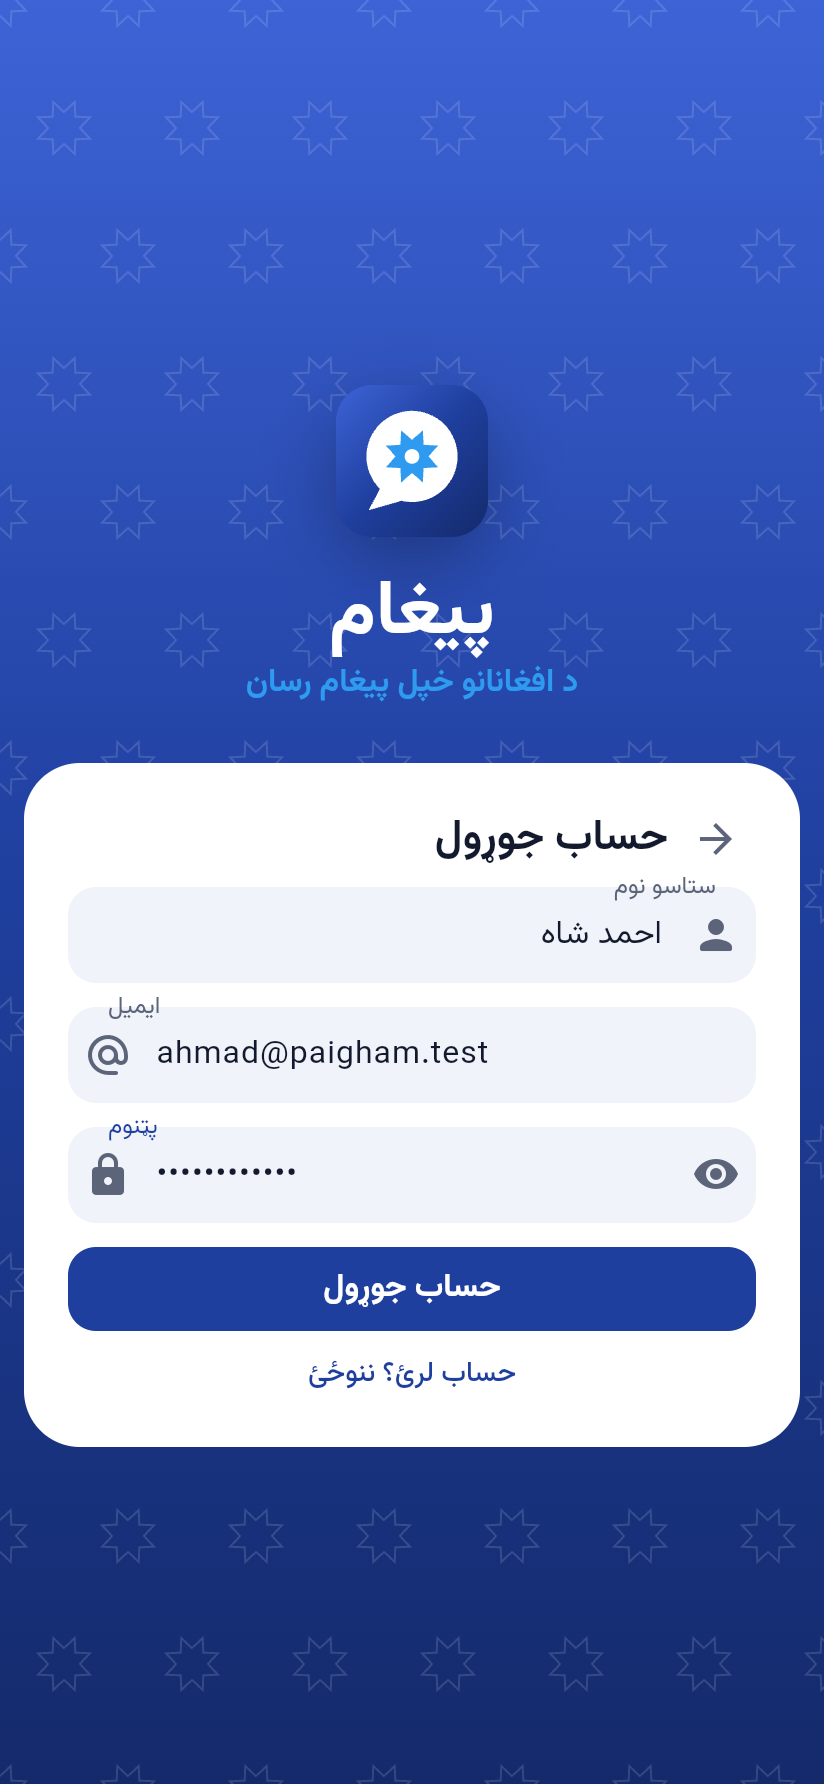 پیغام
د افغانانو خپل پیغام رسان
حساب جوړول
ستاسو نوم
احمد شاه
ایمیل
ahmad@paigham.test
پټنوم
••••••••••••
حساب جوړول
حساب لرئ؟ ننوځئ